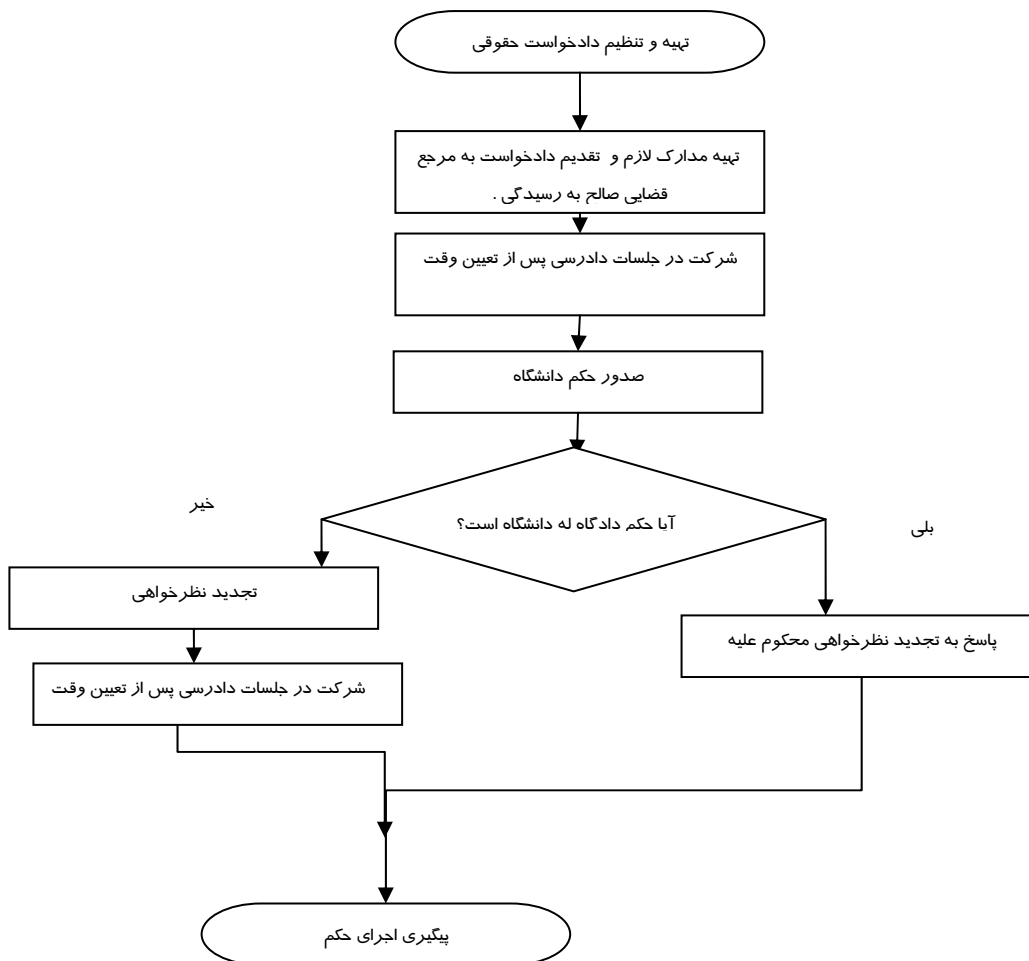 تهیه و تنظیم دادخواست حقوقی
تهیه مدارک لازم و تقدیم دادخواست به مرجع
قضایی صالح به رسیدگی .
شرکت در جلسات دادرسی پس از تعیین وقت
صدور حکم دانشگاه
آیا حکم دادگاه له دانشگاه است؟
خیر
بلی
تجدید نظرخواهی
پاسخ به تجدید نظرخواهی محکوم علیه
شرکت در جلسات دادرسی پس از تعیین وقت
پیگیری اجرای حکم